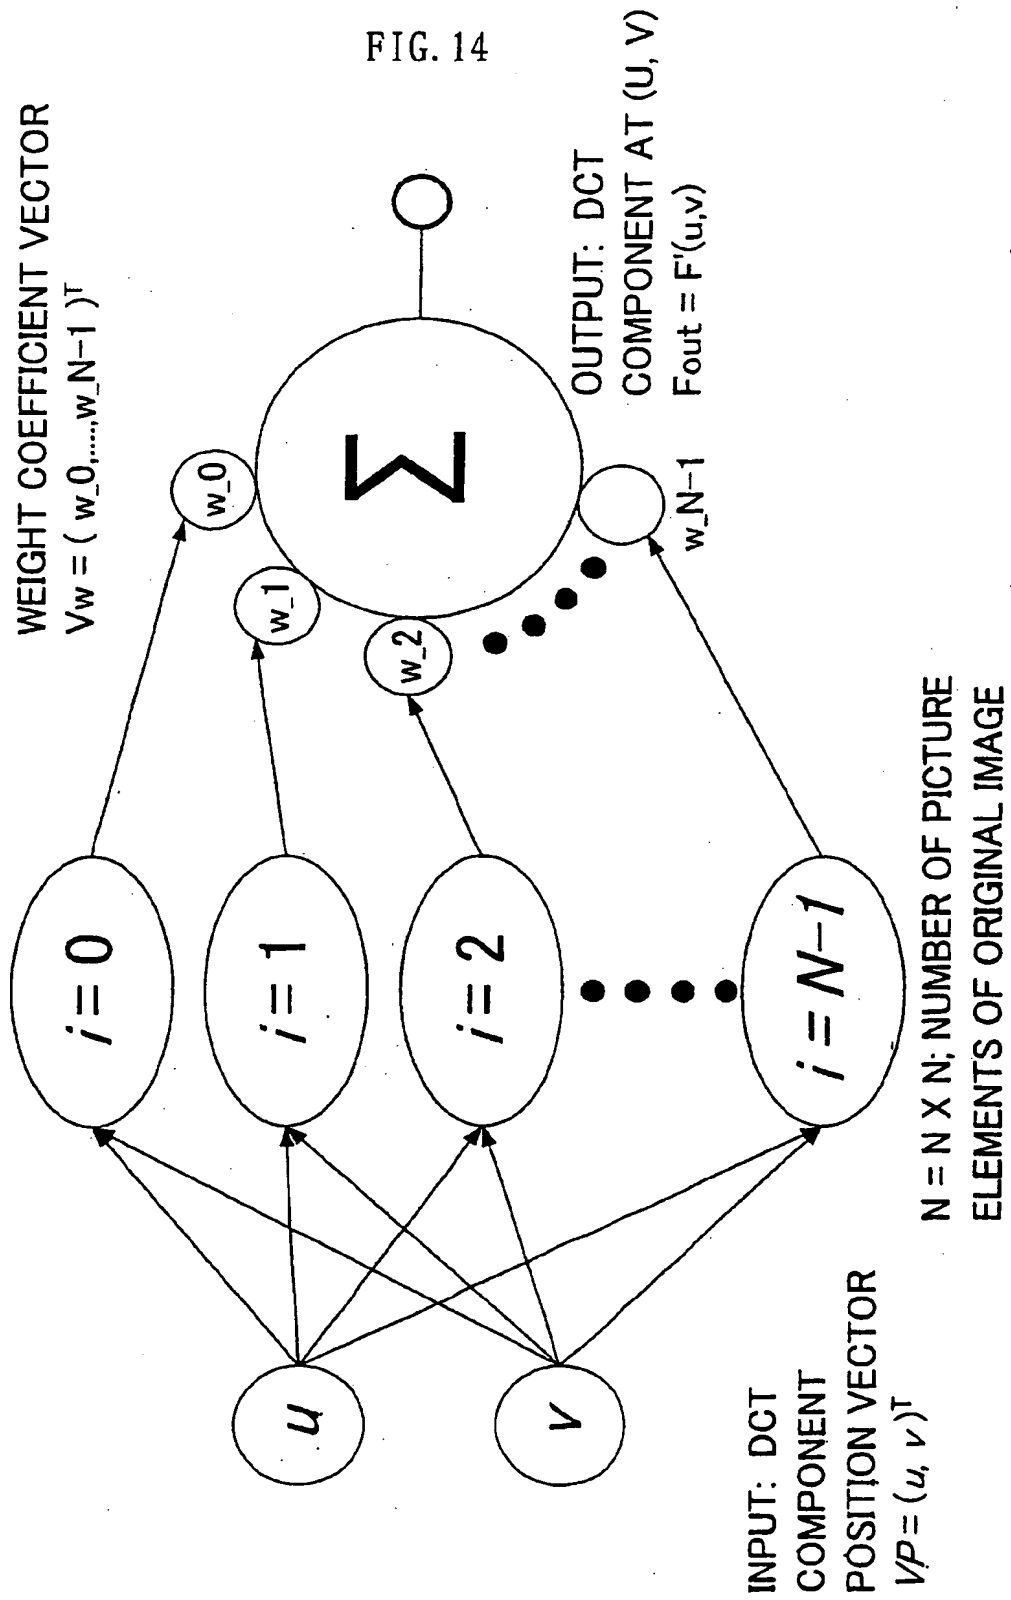 FIG. 14
WEIGHT COEFFICIENT VECTOR
Vw = ( w_0,....,w_N-1 )ᵀ
u
v
i = 0
i = 1
i = 2
i = N-1
w_0
w_1
w_2
w_N-1
Σ
OUTPUT: DCT
COMPONENT AT (U, V)
Fout = F'(u,v)
INPUT: DCT
COMPONENT
POSITION VECTOR
VP = (u, v)ᵀ
N = N X N; NUMBER OF PICTURE
ELEMENTS OF ORIGINAL IMAGE